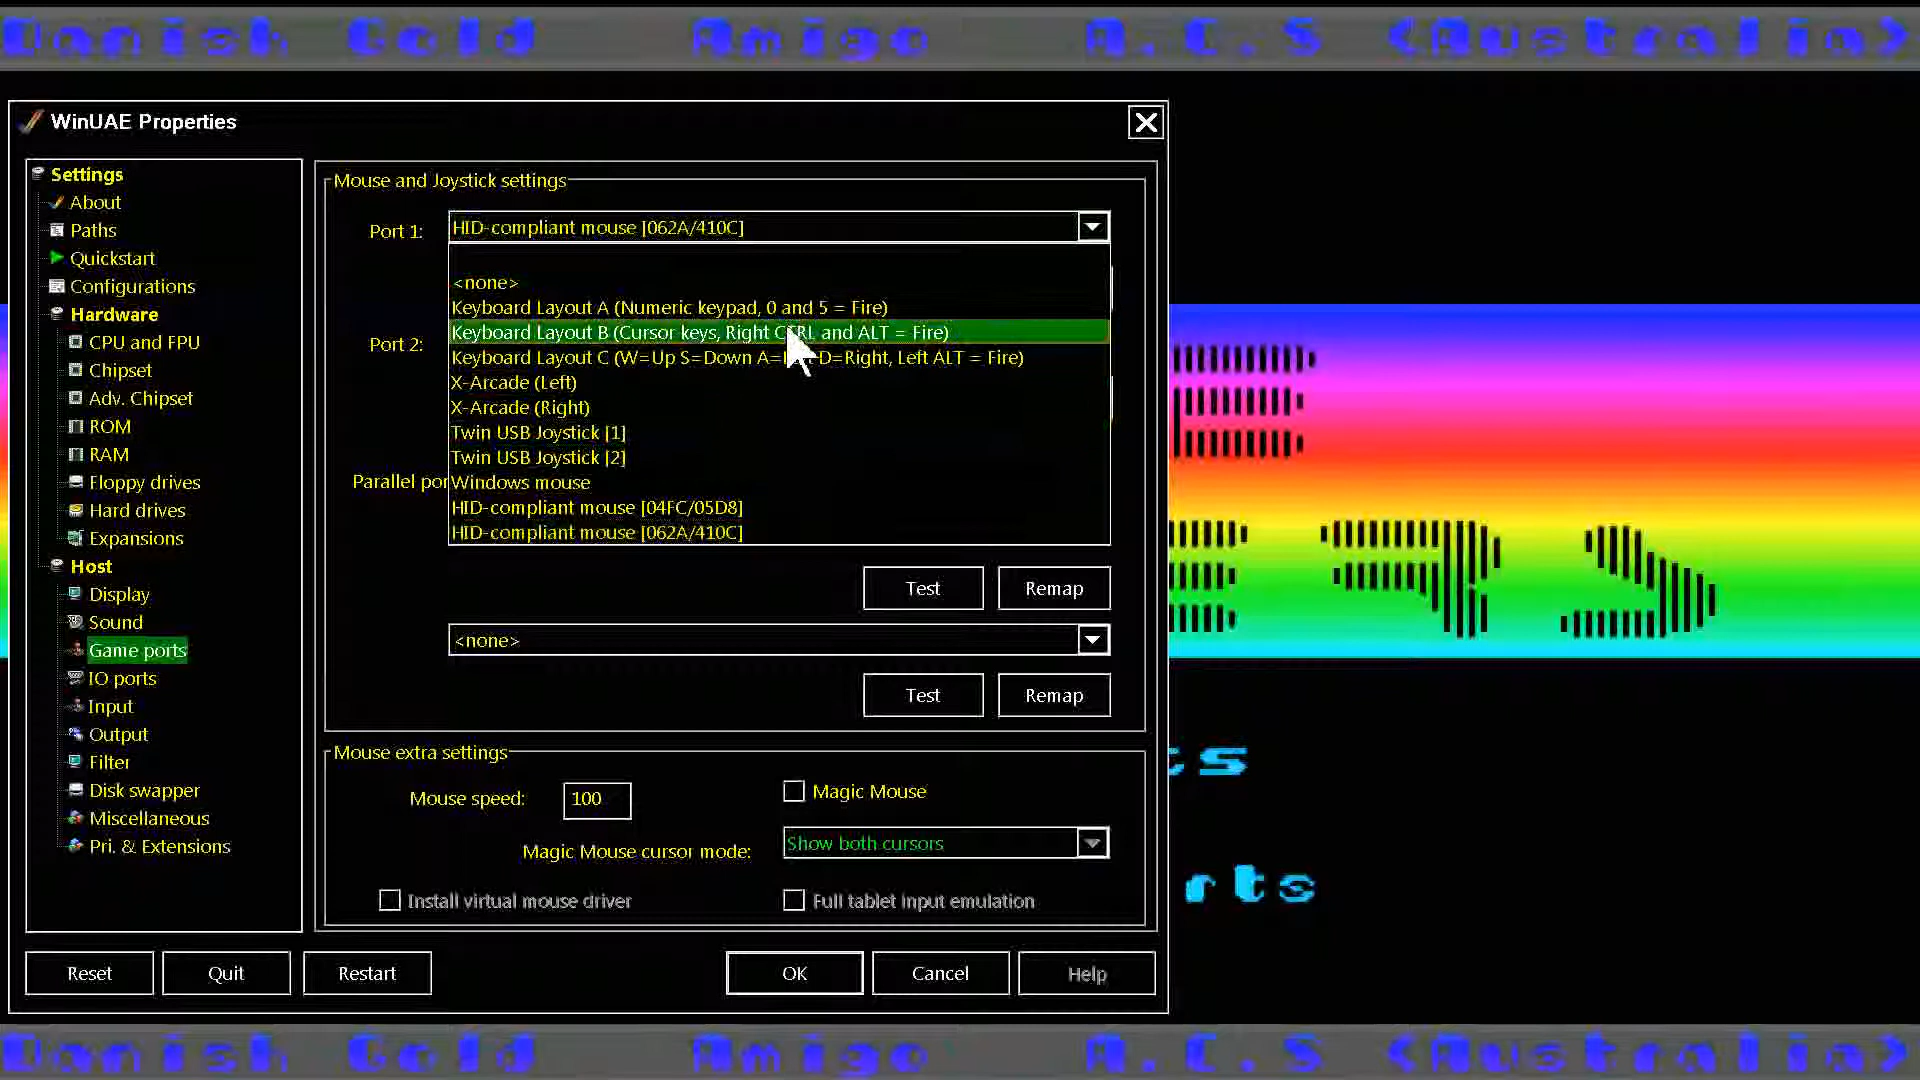 Danish Gold Amigo A.C.S (Australia)
WinUAE Properties
Settings
About
Paths
Quickstart
Configurations
Hardware
CPU and FPU
Chipset
Adv. Chipset
ROM
RAM
Floppy drives
Hard drives
Expansions
Host
Display
Sound
Game ports
IO ports
Input
Output
Filter
Disk swapper
Miscellaneous
Pri. & Extensions
Mouse and Joystick settings
Port 1:
HID-compliant mouse [062A/410C]
<none>
Keyboard Layout A (Numeric keypad, 0 and 5 = Fire)
Keyboard Layout B (Cursor keys, Right CTRL and ALT = Fire)
Port 2:
Keyboard Layout C (W=Up S=Down A= D=Right, Left ALT = Fire)
X-Arcade (Left)
X-Arcade (Right)
Twin USB Joystick [1]
Twin USB Joystick [2]
Parallel por
Windows mouse
HID-compliant mouse [04FC/05D8]
HID-compliant mouse [062A/410C]
Test Remap
<none>
Test Remap
Mouse extra settings
Mouse speed: 100
Magic Mouse
Magic Mouse cursor mode: Show both cursors
Install virtual mouse driver
Full tablet input emulation
Reset Quit Restart OK Cancel Help
ts
rts
Danish Gold Amigo A.C.S (Australia)